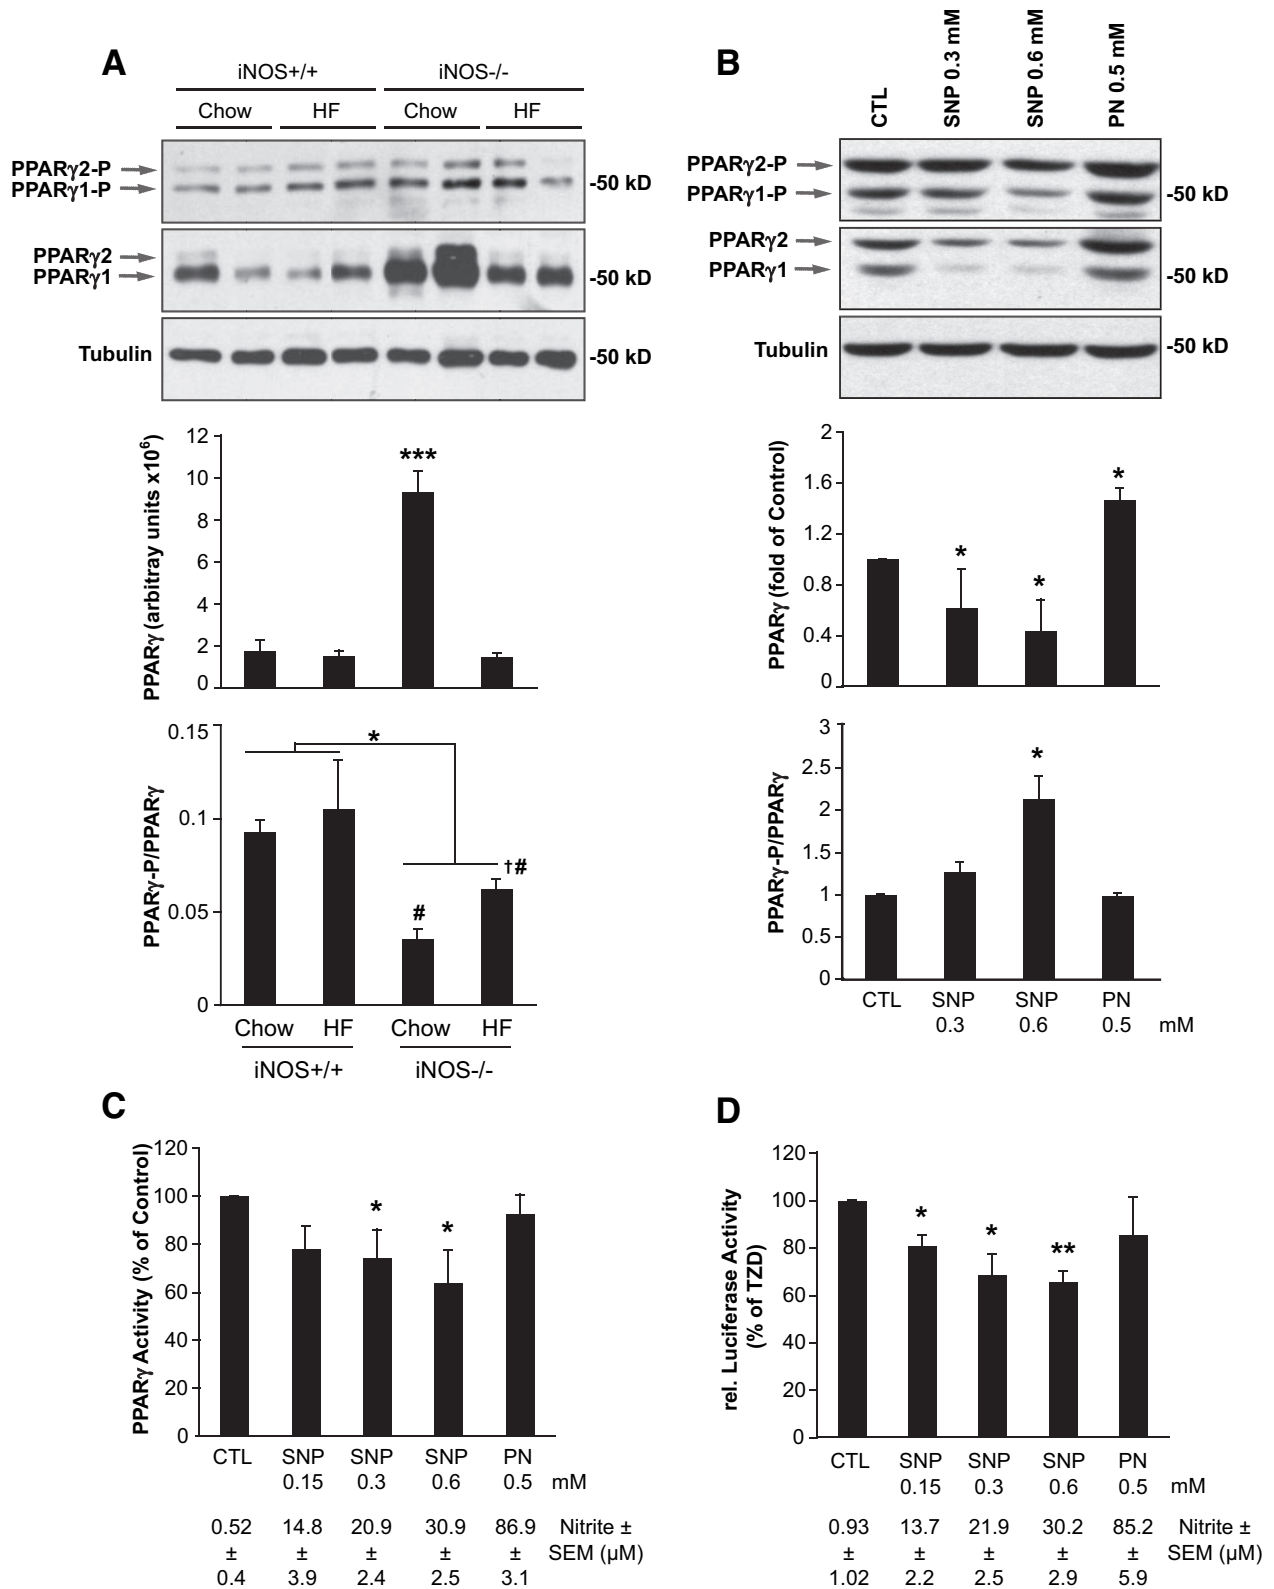 A
iNOS+/+ iNOS-/-
Chow HF Chow HF
PPARγ2-P
PPARγ1-P
-50 kD
PPARγ2
PPARγ1
-50 kD
Tubulin
-50 kD
PPARγ (arbitray units x10⁶)
12
10
8
6
4
2
0
***
PPARγ-P/PPARγ
0.15
0.1
0.05
0
*
#
†#
Chow HF Chow HF
iNOS+/+ iNOS-/-
B
CTL
SNP 0.3 mM
SNP 0.6 mM
PN 0.5 mM
PPARγ2-P
PPARγ1-P
-50 kD
PPARγ2
PPARγ1
-50 kD
Tubulin
-50 kD
PPARγ (fold of Control)
2
1.6
1.2
0.8
0.4
0
* * *
PPARγ-P/PPARγ
3
2.5
2
1.5
1
0.5
0
*
CTL SNP SNP PN
0.3 0.6 0.5 mM
C
PPARγ Activity (% of Control)
120
100
80
60
40
20
0
* *
CTL SNP SNP SNP PN
0.15 0.3 0.6 0.5 mM
0.52 14.8 20.9 30.9 86.9 Nitrite ±
± ± ± ± ± SEM (µM)
0.4 3.9 2.4 2.5 3.1
D
rel. Luciferase Activity
(% of TZD)
120
100
80
60
40
20
0
* * **
CTL SNP SNP SNP PN
0.15 0.3 0.6 0.5 mM
0.93 13.7 21.9 30.2 85.2 Nitrite ±
± ± ± ± ± SEM (µM)
1.02 2.2 2.5 2.9 5.9